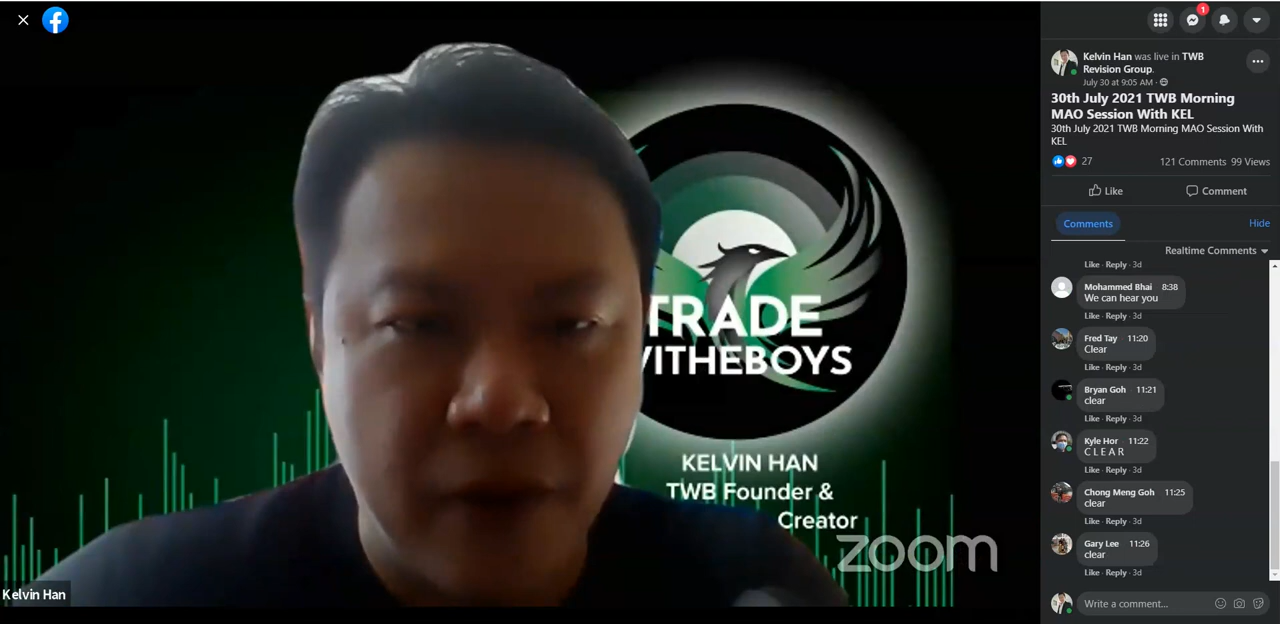 TRADE
WITHEBOYS
KELVIN HAN
TWB Founder &
Creator
zoom
Kelvin Han
1
Kelvin Han was live in TWB
Revision Group.
July 30 at 9:05 AM ·
30th July 2021 TWB Morning
MAO Session With KEL
30th July 2021 TWB Morning MAO Session With
KEL
27 121 Comments 99 Views
Like Comment
Comments Hide
Realtime Comments
Like · Reply · 3d
Mohammed Bhai 8:38
We can hear you
Like · Reply · 3d
Fred Tay · 11:20
Clear
Like · Reply · 3d
Bryan Goh · 11:21
clear
Like · Reply · 3d
Kyle Hor · 11:22
C L E A R
Like · Reply · 3d
Chong Meng Goh 11:25
clear
Like · Reply · 3d
Gary Lee 11:26
clear
Like · Reply · 3d
Write a comment...